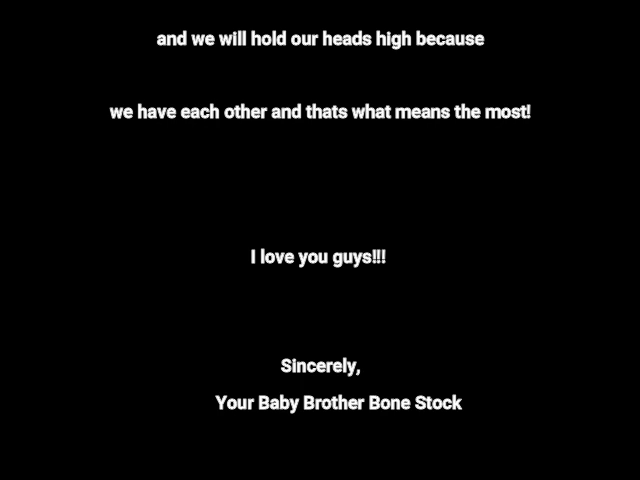 and we will hold our heads high because
we have each other and thats what means the most!
I love you guys!!!
Sincerely,
Your Baby Brother Bone Stock